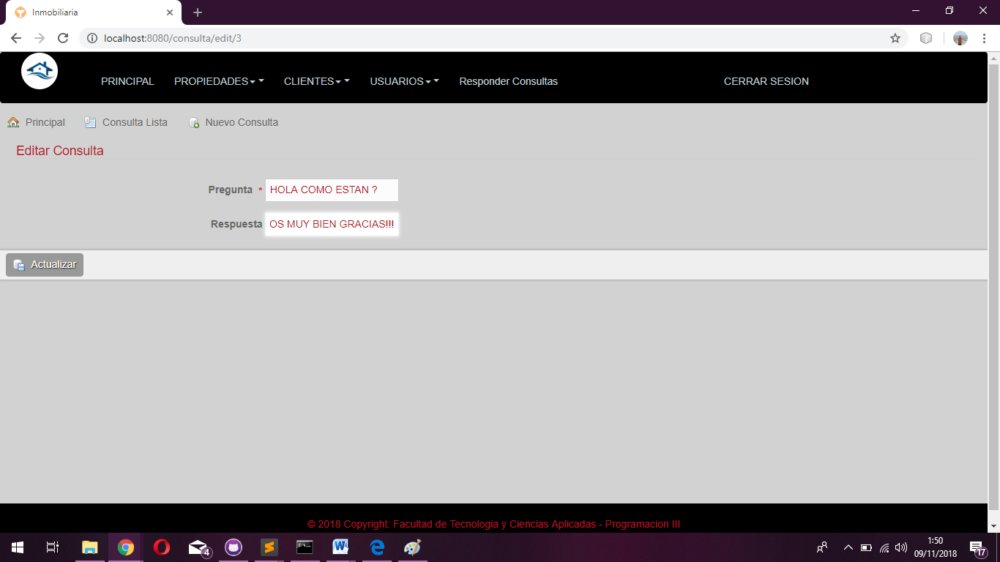 Inmobiliaria
localhost:8080/consulta/edit/3
PRINCIPAL PROPIEDADES CLIENTES USUARIOS Responder Consultas CERRAR SESION
Principal Consulta Lista Nuevo Consulta
Editar Consulta
Pregunta * HOLA COMO ESTAN ?
Respuesta OS MUY BIEN GRACIAS!!!
Actualizar
© 2018 Copyright: Facultad de Tecnologia y Ciencias Aplicadas - Programacion III
4
1:50
09/11/2018
17